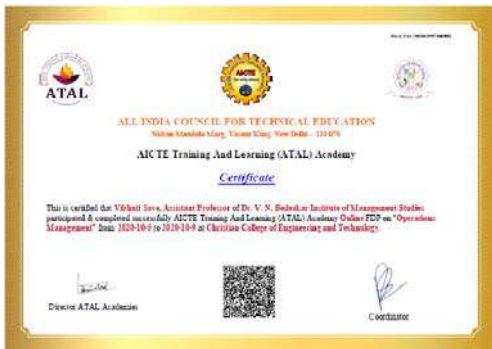 ATAL
AICTE
ALL INDIA COUNCIL FOR TECHNICAL EDUCATION
Nelson Mandela Marg, Vasant Kunj, New Delhi – 110 070
AICTE Training And Learning (ATAL) Academy
Certificate
This is certified that Vibhuti Save, Assistant Professor of Dr. V. N. Bedekar Institute of Management Studies
participated & completed successfully AICTE Training And Learning (ATAL) Academy Online FDP on "Operations
Management" from 2020-10-5 to 2020-10-9 at Christian College of Engineering and Technology.
Director ATAL Academies
Coordinator